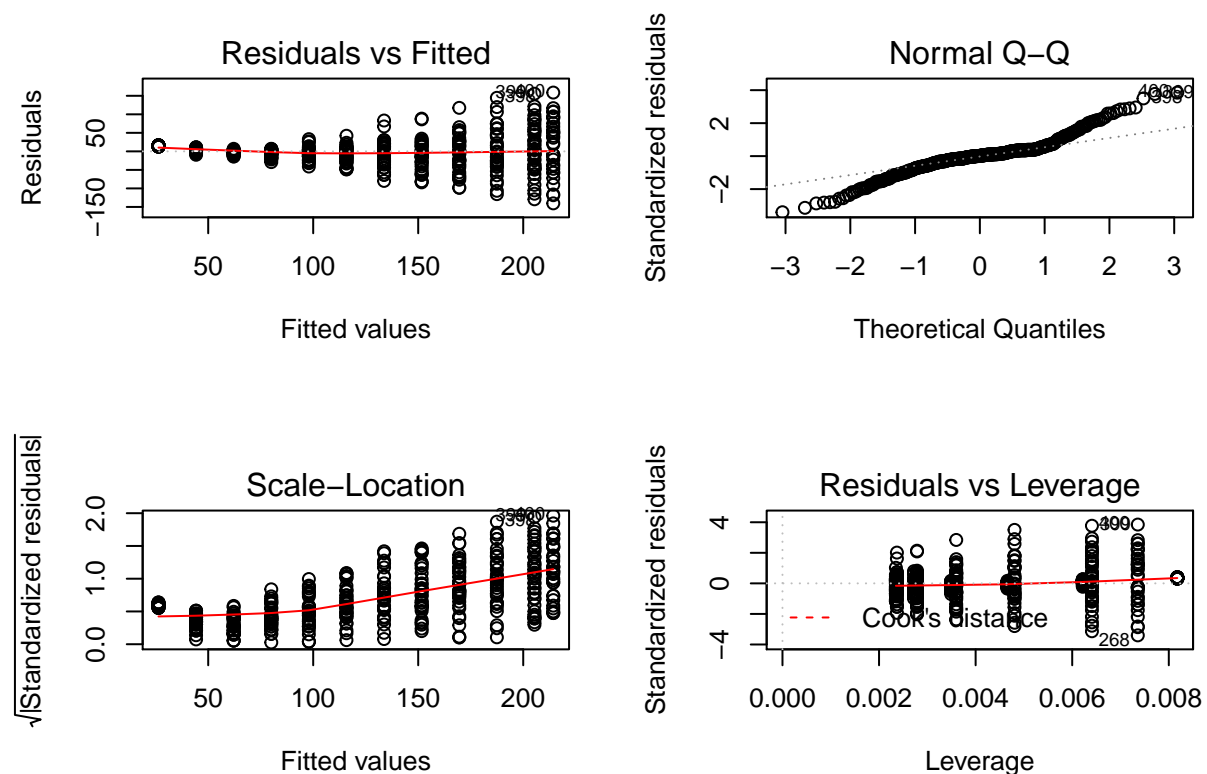 Residuals vs Fitted
Residuals
50
−150
50 100 150 200
Fitted values
Normal Q−Q
Standardized residuals
2
−2
−3 −2 −1 0 1 2 3
Theoretical Quantiles
Scale−Location
√|Standardized residuals|
2.0
1.0
0.0
50 100 150 200
Fitted values
Residuals vs Leverage
Standardized residuals
4
0
−4
268
Cook's distance
0.000 0.002 0.004 0.006 0.008
Leverage